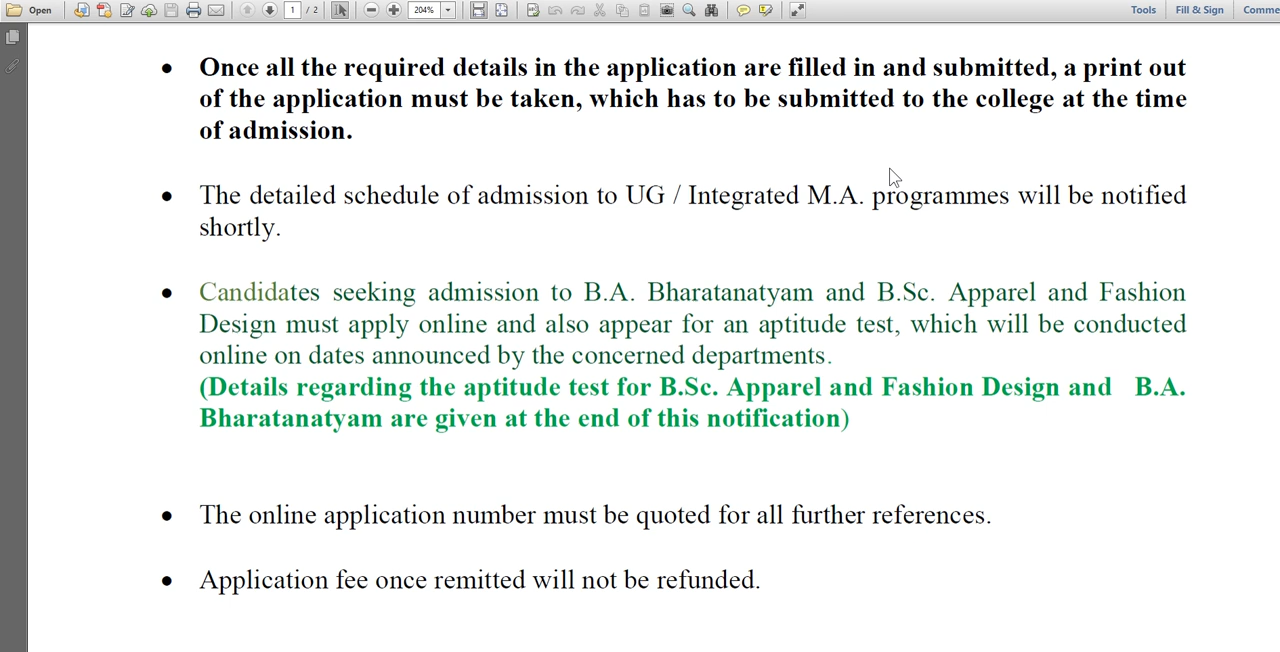 Open
1 / 2
204%
Tools
Fill & Sign
Comme
• Once all the required details in the application are filled in and submitted, a print out
of the application must be taken, which has to be submitted to the college at the time
of admission.
• The detailed schedule of admission to UG / Integrated M.A. programmes will be notified
shortly.
• Candidates seeking admission to B.A. Bharatanatyam and B.Sc. Apparel and Fashion
Design must apply online and also appear for an aptitude test, which will be conducted
online on dates announced by the concerned departments.
(Details regarding the aptitude test for B.Sc. Apparel and Fashion Design and B.A.
Bharatanatyam are given at the end of this notification)
• The online application number must be quoted for all further references.
• Application fee once remitted will not be refunded.